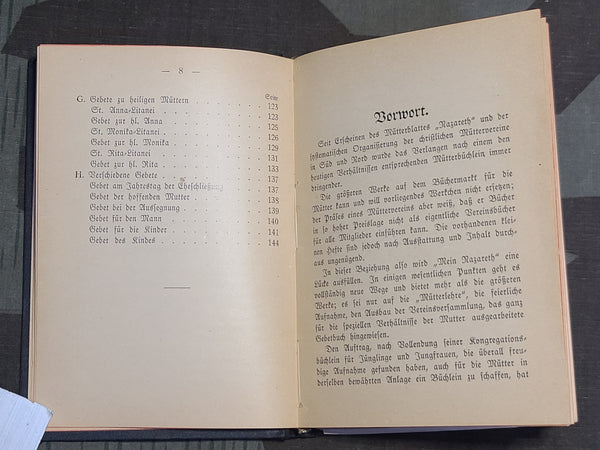 — 8 —
Seite
G. Gebete zu heiligen Müttern . . . . . . . 123
St. Anna-Litanei . . . . . . . . . 123
Gebet zur hl. Anna . . . . . . . . 125
St. Monika-Litanei . . . . . . . . 126
Gebet zur hl. Monika . . . . . . . 129
St. Rita-Litanei . . . . . . . . . 131
Gebet zur hl. Rita . . . . . . . . 133
H. Verschiedene Gebete . . . . . . . . . 137
Gebet am Jahrestag der Eheschließung . . . 137
Gebet der hoffenden Mutter . . . . . . 138
Gebet bei der Aussegnung . . . . . . . 139
Gebet für den Mann . . . . . . . . 140
Gebet für die Kinder . . . . . . . . 141
Gebet des Kindes . . . . . . . . . 144
Vorwort.
Seit Erscheinen des Mütterblattes „Nazareth“ und der
systematischen Organisierung der christlichen Müttervereine
in Süd und Nord wurde das Verlangen nach einem den
heutigen Verhältnissen entsprechenden Mütterbüchlein immer
dringender.
Die größeren Werke auf dem Büchermarkt für die
Mütter kann und will vorliegendes Werkchen nicht ersetzen;
der Präses eines Müttervereins aber weiß, daß er Bücher
in so hoher Preislage nicht als eigentliche Vereinsbücher
für alle Mitglieder einführen kann. Die vorhandenen klei-
nen Hefte sind jedoch nach Ausstattung und Inhalt durch-
aus ungenügend.
In dieser Beziehung also wird „Mein Nazareth“ eine
Lücke ausfüllen. In einigen wesentlichen Punkten geht es
vollständig neue Wege und bietet mehr als die größeren
Werke; es sei nur auf die „Mütterlehre“, die feierliche
Aufnahme, den Ausbau der Vereinsversammlung, das ganz
für die speziellen Verhältnisse der Mutter ausgearbeitete
Gebetbuch hingewiesen.
Den Auftrag, nach Vollendung seiner Kongregations-
büchlein für Jünglinge und Jungfrauen, die überall freu-
dige Aufnahme gefunden haben, auch für die Mütter in
derselben bewährten Anlage ein Büchlein zu schaffen, hat